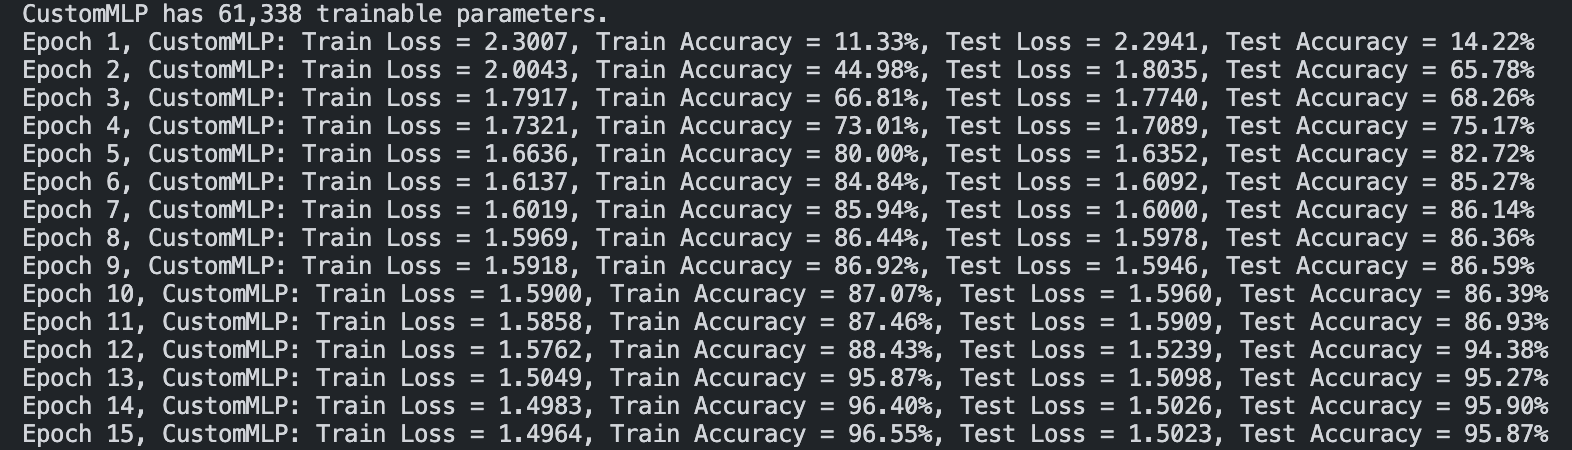 CustomMLP has 61,338 trainable parameters.
Epoch 1, CustomMLP: Train Loss = 2.3007, Train Accuracy = 11.33%, Test Loss = 2.2941, Test Accuracy = 14.22%
Epoch 2, CustomMLP: Train Loss = 2.0043, Train Accuracy = 44.98%, Test Loss = 1.8035, Test Accuracy = 65.78%
Epoch 3, CustomMLP: Train Loss = 1.7917, Train Accuracy = 66.81%, Test Loss = 1.7740, Test Accuracy = 68.26%
Epoch 4, CustomMLP: Train Loss = 1.7321, Train Accuracy = 73.01%, Test Loss = 1.7089, Test Accuracy = 75.17%
Epoch 5, CustomMLP: Train Loss = 1.6636, Train Accuracy = 80.00%, Test Loss = 1.6352, Test Accuracy = 82.72%
Epoch 6, CustomMLP: Train Loss = 1.6137, Train Accuracy = 84.84%, Test Loss = 1.6092, Test Accuracy = 85.27%
Epoch 7, CustomMLP: Train Loss = 1.6019, Train Accuracy = 85.94%, Test Loss = 1.6000, Test Accuracy = 86.14%
Epoch 8, CustomMLP: Train Loss = 1.5969, Train Accuracy = 86.44%, Test Loss = 1.5978, Test Accuracy = 86.36%
Epoch 9, CustomMLP: Train Loss = 1.5918, Train Accuracy = 86.92%, Test Loss = 1.5946, Test Accuracy = 86.59%
Epoch 10, CustomMLP: Train Loss = 1.5900, Train Accuracy = 87.07%, Test Loss = 1.5960, Test Accuracy = 86.39%
Epoch 11, CustomMLP: Train Loss = 1.5858, Train Accuracy = 87.46%, Test Loss = 1.5909, Test Accuracy = 86.93%
Epoch 12, CustomMLP: Train Loss = 1.5762, Train Accuracy = 88.43%, Test Loss = 1.5239, Test Accuracy = 94.38%
Epoch 13, CustomMLP: Train Loss = 1.5049, Train Accuracy = 95.87%, Test Loss = 1.5098, Test Accuracy = 95.27%
Epoch 14, CustomMLP: Train Loss = 1.4983, Train Accuracy = 96.40%, Test Loss = 1.5026, Test Accuracy = 95.90%
Epoch 15, CustomMLP: Train Loss = 1.4964, Train Accuracy = 96.55%, Test Loss = 1.5023, Test Accuracy = 95.87%